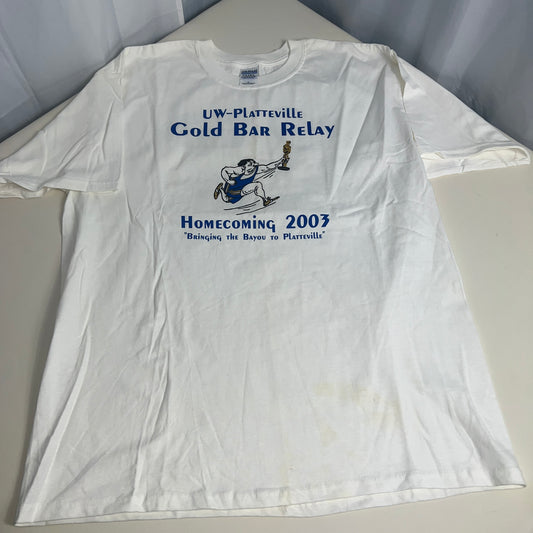 UW-Platteville
Gold Bar Relay
Homecoming 2003
"Bringing the Bayou to Platteville"